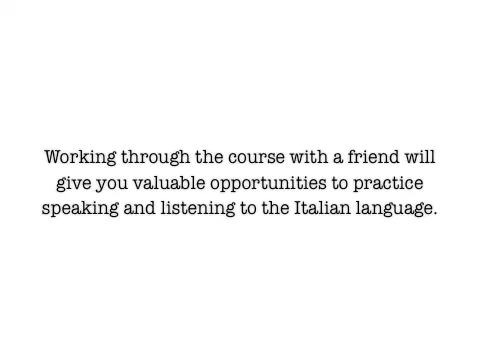 Working through the course with a friend will
give you valuable opportunities to practice
speaking and listening to the Italian language.